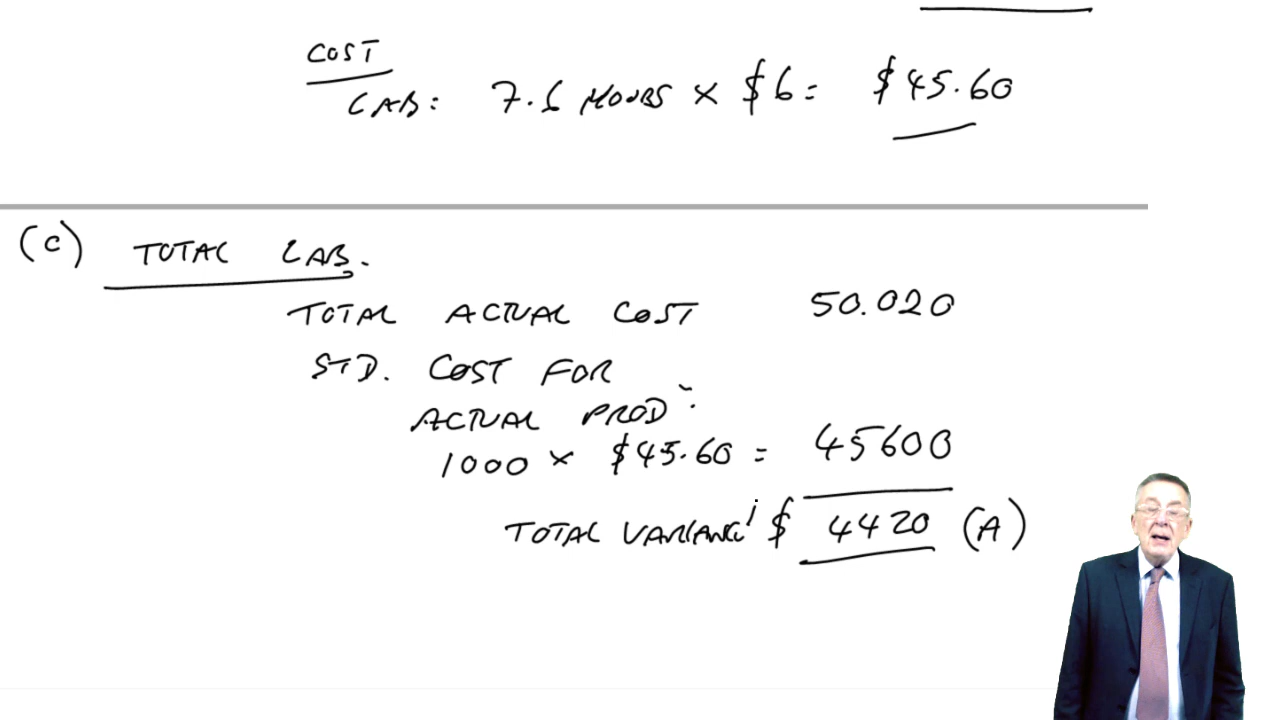 COST
LAB: 7.6 HOURS × $6 = $45.60
(C) TOTAL LAB.
TOTAL ACTUAL COST 50.020
STD. COST FOR
ACTUAL PROD~:
1000 × $45.60 = 45600
TOTAL VARIANCE $ 4420 (A)